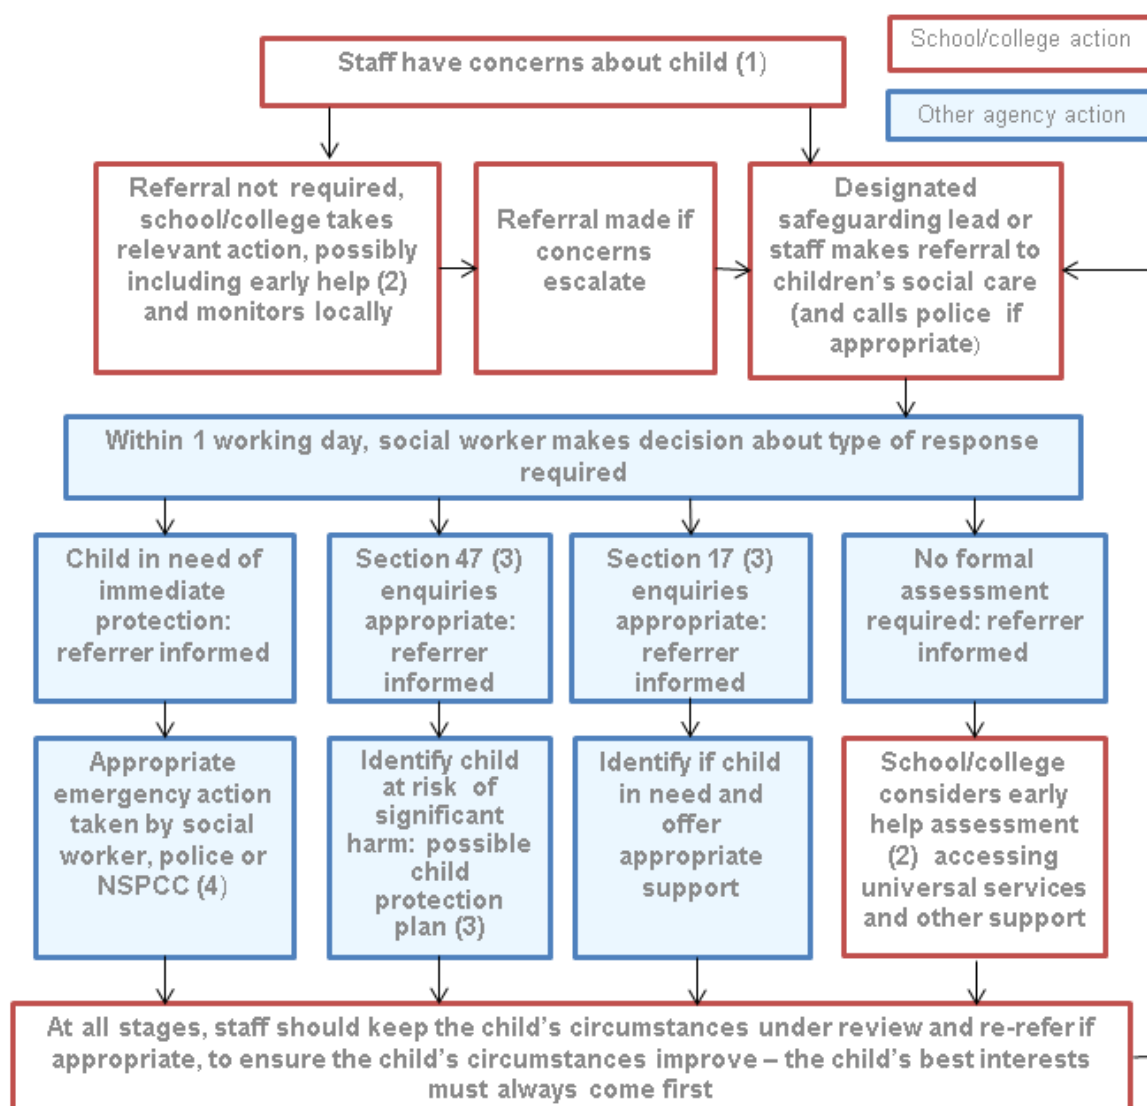 School/college action
Staff have concerns about child (1)
Other agency action
Referral not required,
school/college takes
relevant action, possibly
including early help (2)
and monitors locally
Referral made if
concerns
escalate
Designated
safeguarding lead or
staff makes referral to
children’s social care
(and calls police if
appropriate)
Within 1 working day, social worker makes decision about type of response
required
Child in need of
immediate
protection:
referrer informed
Section 47 (3)
enquiries
appropriate:
referrer
informed
Section 17 (3)
enquiries
appropriate:
referrer
informed
No formal
assessment
required: referrer
informed
Appropriate
emergency action
taken by social
worker, police or
NSPCC (4)
Identify child
at risk of
significant
harm: possible
child
protection
plan (3)
Identify if child
in need and
offer
appropriate
support
School/college
considers early
help assessment
(2) accessing
universal services
and other support
At all stages, staff should keep the child’s circumstances under review and re-refer if
appropriate, to ensure the child’s circumstances improve – the child’s best interests
must always come first